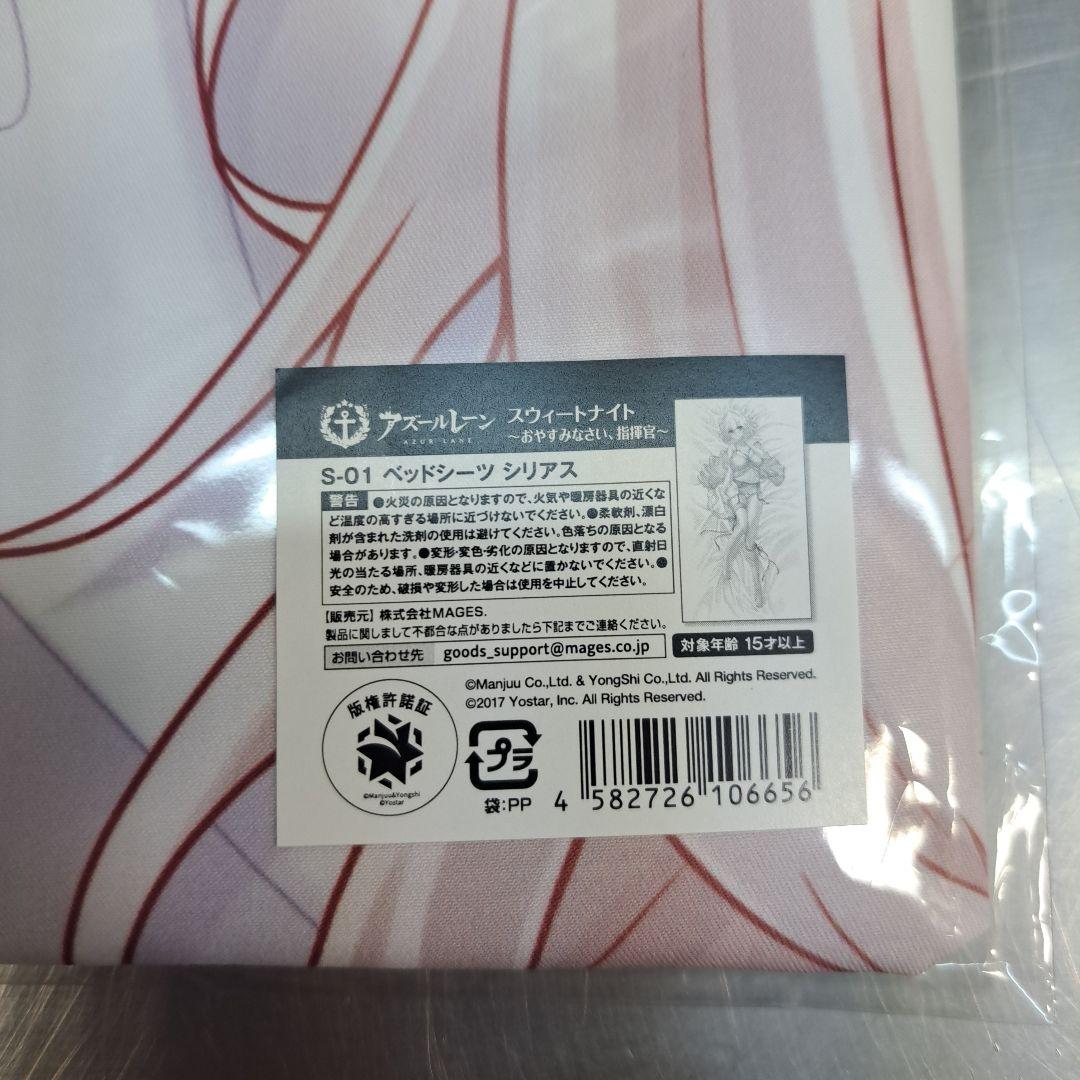 アズールレーン
AZUR LANE
スウィートナイト
～おやすみなさい、指揮官～
S-01 ベッドシーツ シリアス
警告 ●火災の原因となりますので、火気や暖房器具の近くな
ど温度の高すぎる場所に近づけないでください。●柔軟剤、漂白
剤が含まれた洗剤の使用は避けてください。色落ちの原因となる
場合があります。●変形・変色・劣化の原因となりますので、直射日
光の当たる場所、暖房器具の近くなどに置かないでください。●
安全のため、破損や変形した場合は使用を中止してください。
【販売元】株式会社MAGES.
製品に関しまして不都合な点がありましたら下記までご連絡ください。
お問い合わせ先 goods_support@mages.co.jp
対象年齢 15才以上
©Manjuu Co.,Ltd. & YongShi Co.,Ltd. All Rights Reserved.
©2017 Yostar, Inc. All Rights Reserved.
版権許諾証
©Manjuu&Yongshi
©Yostar
プラ
袋:PP
4 582726 106656